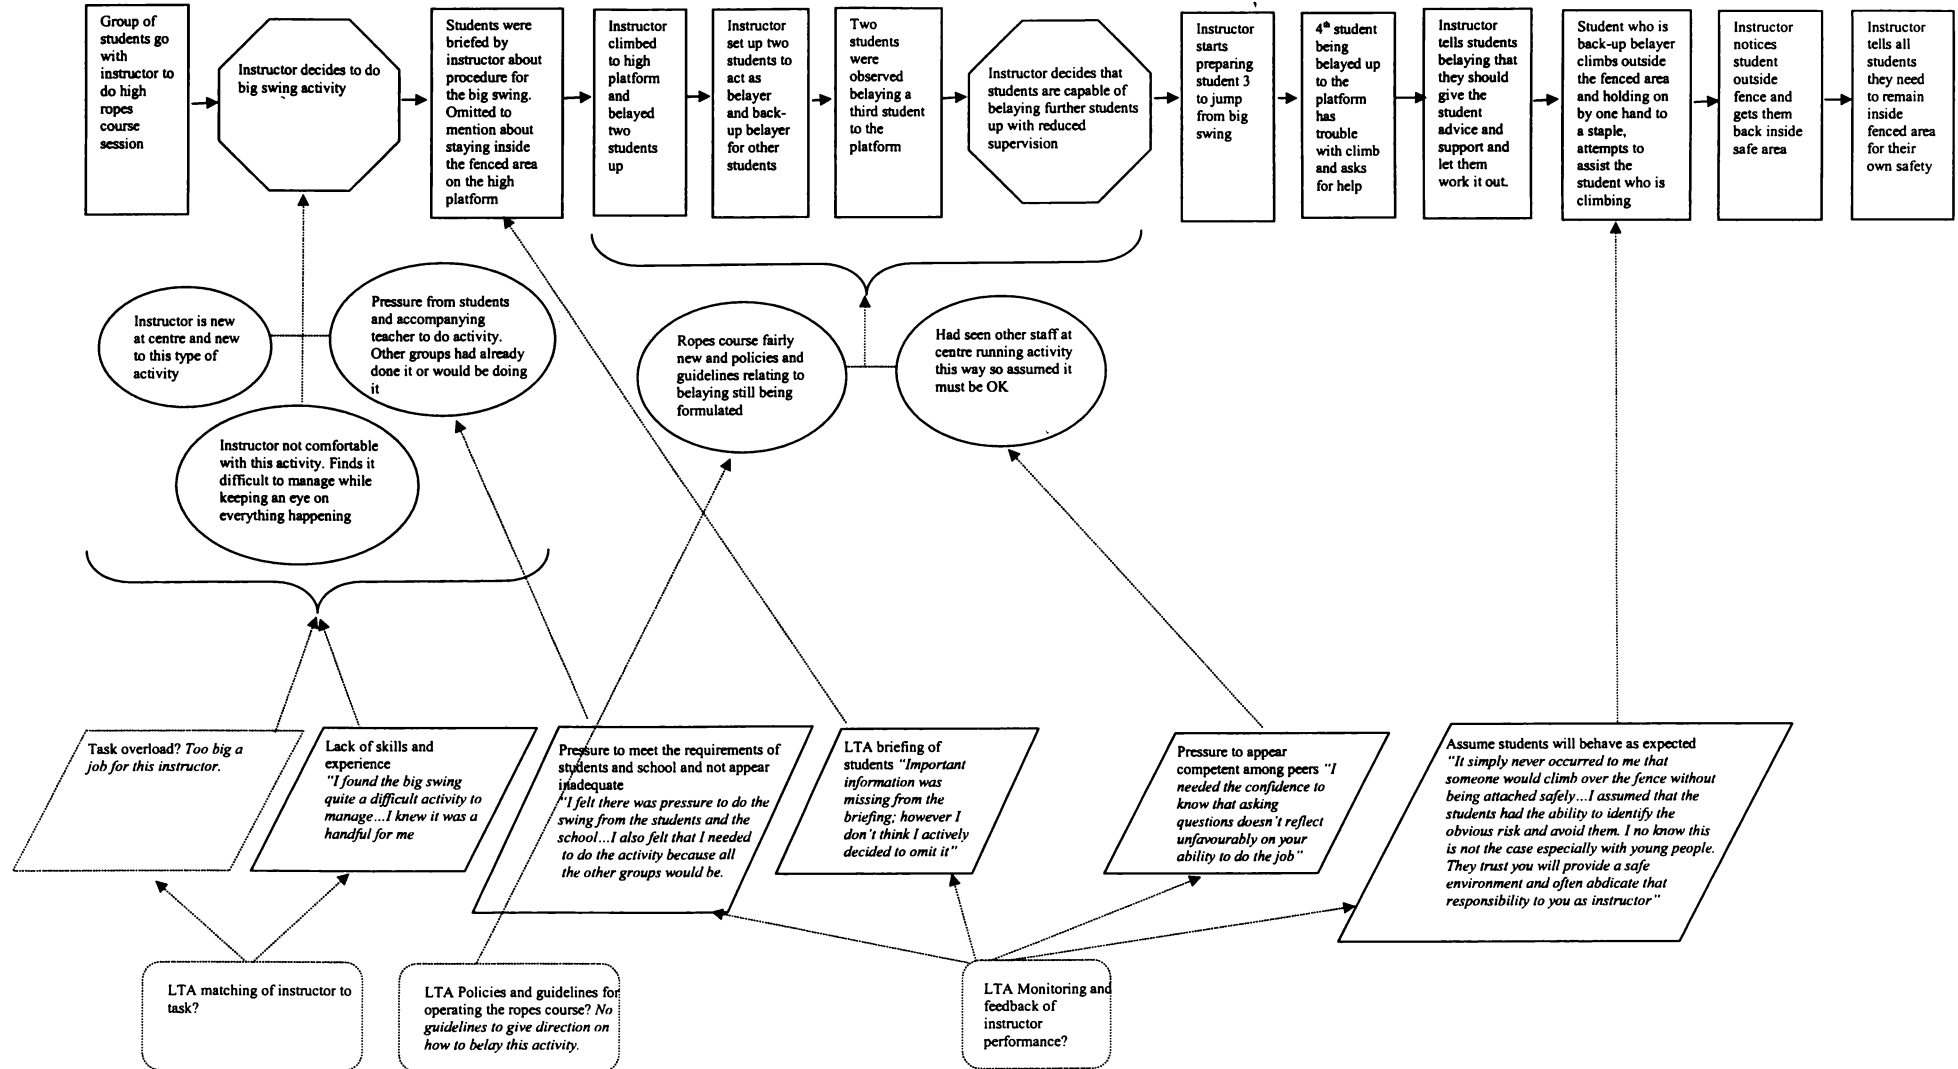 Group of
students go
with
instructor to
do high
ropes
course
session
Instructor decides to do
big swing activity
Students were
briefed by
instructor about
procedure for
the big swing.
Omitted to
mention about
staying inside
the fenced area
on the high
platform
Instructor
climbed
to high
platform
and
belayed
two
students
up
Instructor
set up two
students to
act as
belayer
and back-
up belayer
for other
students
Two
students
were
observed
belaying a
third student
to the
platform
Instructor decides that
students are capable of
belaying further students
up with reduced
supervision
Instructor
starts
preparing
student 3
to jump
from big
swing
4th student
being
belayed up
to the
platform
has
trouble
with climb
and asks
for help
Instructor
tells students
belaying that
they should
give the
student
advice and
support and
let them
work it out.
Student who is
back-up belayer
climbs outside
the fenced area
and holding on
by one hand to
a staple,
attempts to
assist the
student who is
climbing
Instructor
notices
student
outside
fence and
gets them
back inside
safe area
Instructor
tells all
students
they need
to remain
inside
fenced area
for their
own safety
Instructor is new
at centre and new
to this type of
activity
Pressure from students
and accompanying
teacher to do activity.
Other groups had already
done it or would be doing
it
Instructor not comfortable
with this activity. Finds it
difficult to manage while
keeping an eye on
everything happening
Ropes course fairly
new and policies and
guidelines relating to
belaying still being
formulated
Had seen other staff at
centre running activity
this way so assumed it
must be OK
Task overload? Too big a
job for this instructor.
Lack of skills and
experience
"I found the big swing
quite a difficult activity to
manage...I knew it was a
handful for me
Pressure to meet the requirements of
students and school and not appear
inadequate
"I felt there was pressure to do the
swing from the students and the
school...I also felt that I needed
to do the activity because all
the other groups would be.
LTA briefing of
students "Important
information was
missing from the
briefing; however I
don't think I actively
decided to omit it"
Pressure to appear
competent among peers "I
needed the confidence to
know that asking
questions doesn't reflect
unfavourably on your
ability to do the job"
Assume students will behave as expected
"It simply never occurred to me that
someone would climb over the fence without
being attached safely...I assumed that the
students had the ability to identify the
obvious risk and avoid them. I no know this
is not the case especially with young people.
They trust you will provide a safe
environment and often abdicate that
responsibility to you as instructor"
LTA matching of instructor to
task?
LTA Policies and guidelines for
operating the ropes course? No
guidelines to give direction on
how to belay this activity.
LTA Monitoring and
feedback of
instructor
performance?